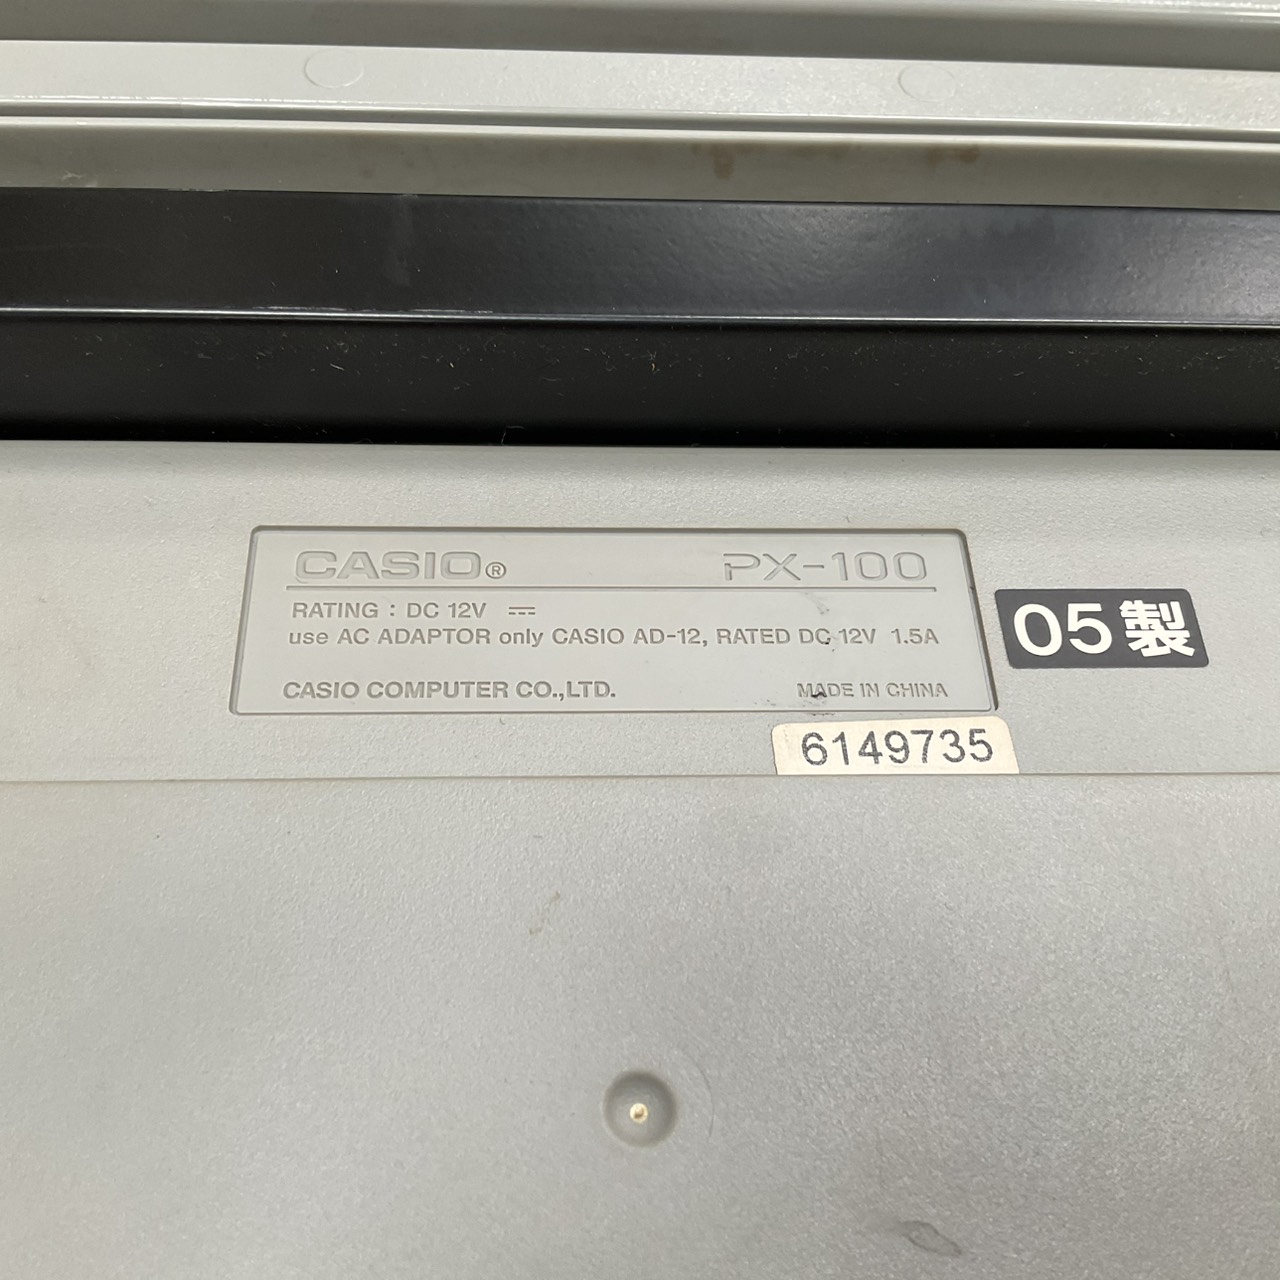 CASIO® PX-100
RATING : DC 12V ⎓
use AC ADAPTOR only CASIO AD-12, RATED DC 12V 1.5A
CASIO COMPUTER CO.,LTD. MADE IN CHINA
05製
6149735